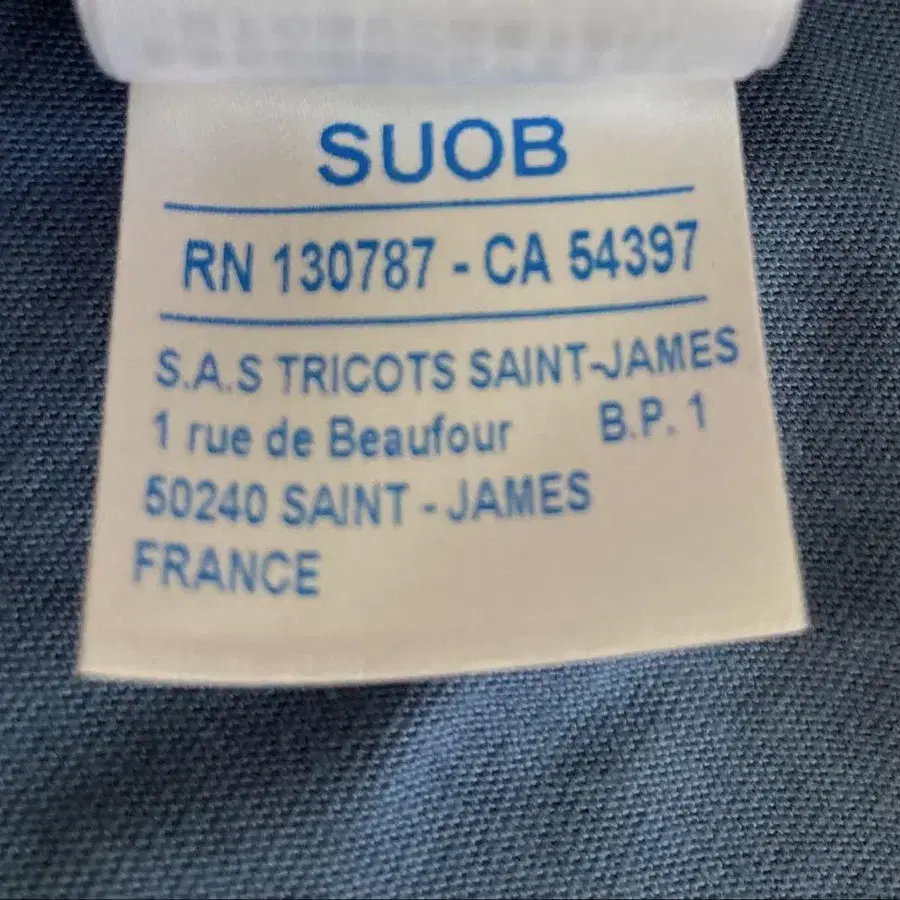 SUOB
RN 130787 - CA 54397
S.A.S TRICOTS SAINT-JAMES
1 rue de Beaufour B.P. 1
50240 SAINT - JAMES
FRANCE